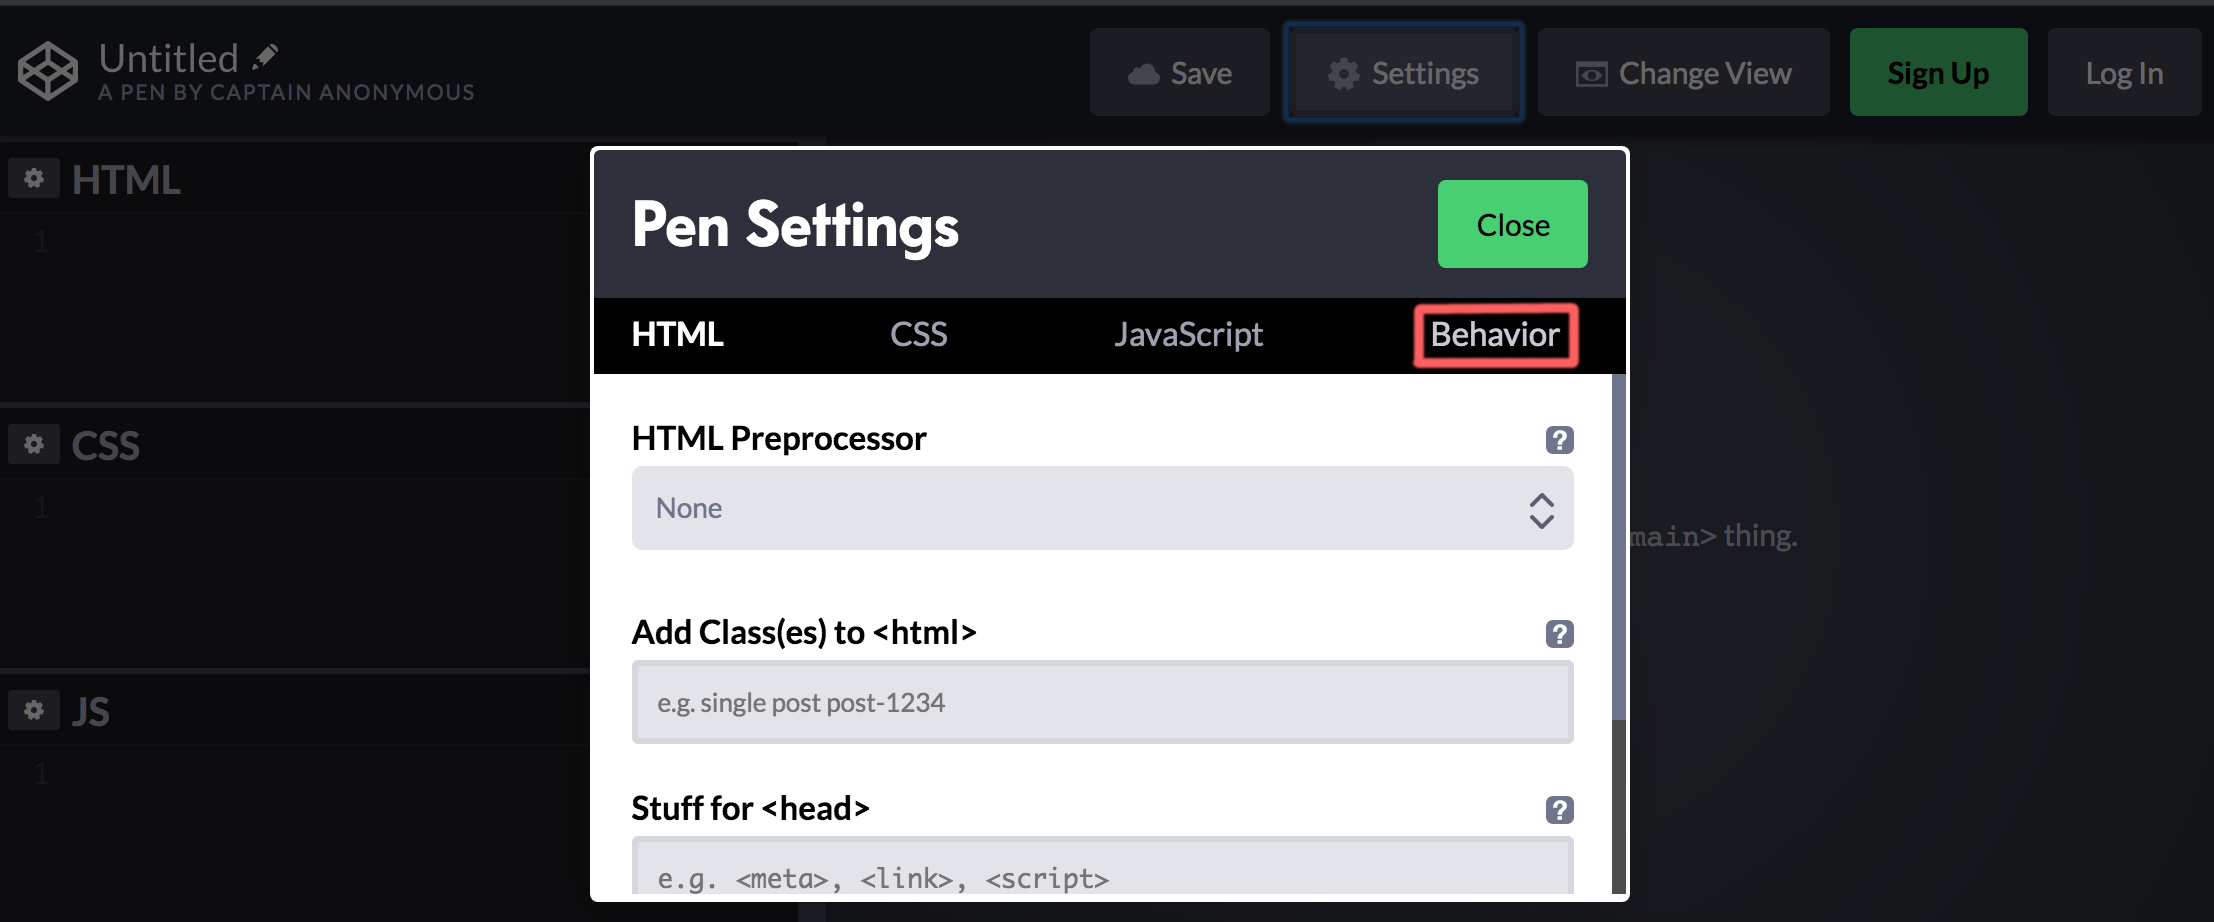 Untitled
A PEN BY CAPTAIN ANONYMOUS
Save
Settings
Change View
Sign Up
Log In
HTML
1
CSS
1
JS
1
Pen Settings
Close
HTML
CSS
JavaScript
Behavior
HTML Preprocessor
?
None
Add Class(es) to <html>
?
e.g. single post post-1234
Stuff for <head>
?
e.g. <meta>, <link>, <script>
main> thing.